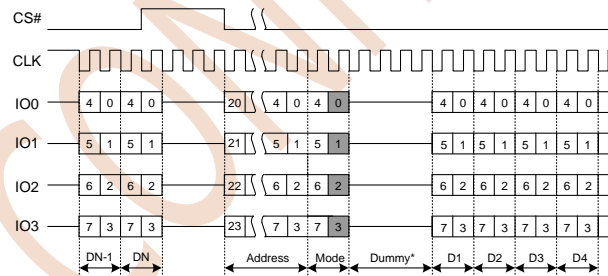 CS#
CLK
IO0 4 0 4 0 20 4 0 4 0 4 0 4 0 4 0 4 0
IO1 5 1 5 1 21 5 1 5 1 5 1 5 1 5 1 5 1
IO2 6 2 6 2 22 6 2 6 2 6 2 6 2 6 2 6 2
IO3 7 3 7 3 23 7 3 7 3 7 3 7 3 7 3 7 3
DN-1 DN Address Mode Dummy* D1 D2 D3 D4